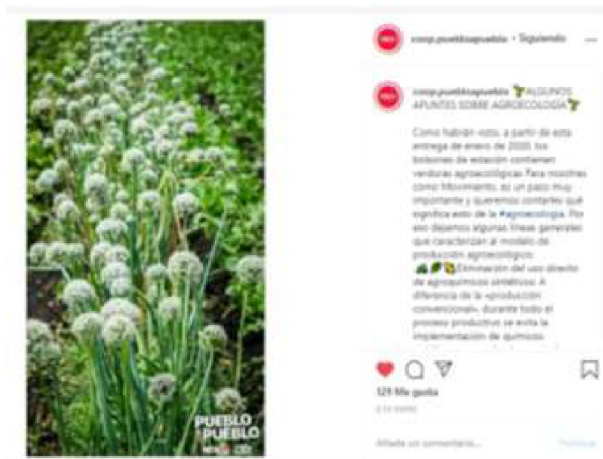 coop.puebloapueblo • Siguiendo
coop.puebloapueblo ALGUNOS
APUNTES SOBRE AGROECOLOGÍA
Como habrán visto, a partir de esta
entrega de enero de 2020, los
bolsones de estación contienen
verduras agroecológicas. Para nosotres
como Movimiento, es un paso muy
importante y queremos contarles qué
significa esto de la #agroecología. Por
eso dejamos algunas líneas generales
que caracterizan al modelo de
producción agroecológico:
Eliminación del uso directo
de agroquímicos sintéticos: A
diferencia de la «producción
convencional», durante todo el
proceso productivo se evita la
implementación de químicos
PUEBLO
PUEBLO
129 Me gusta
Añade un comentario...
Publicar